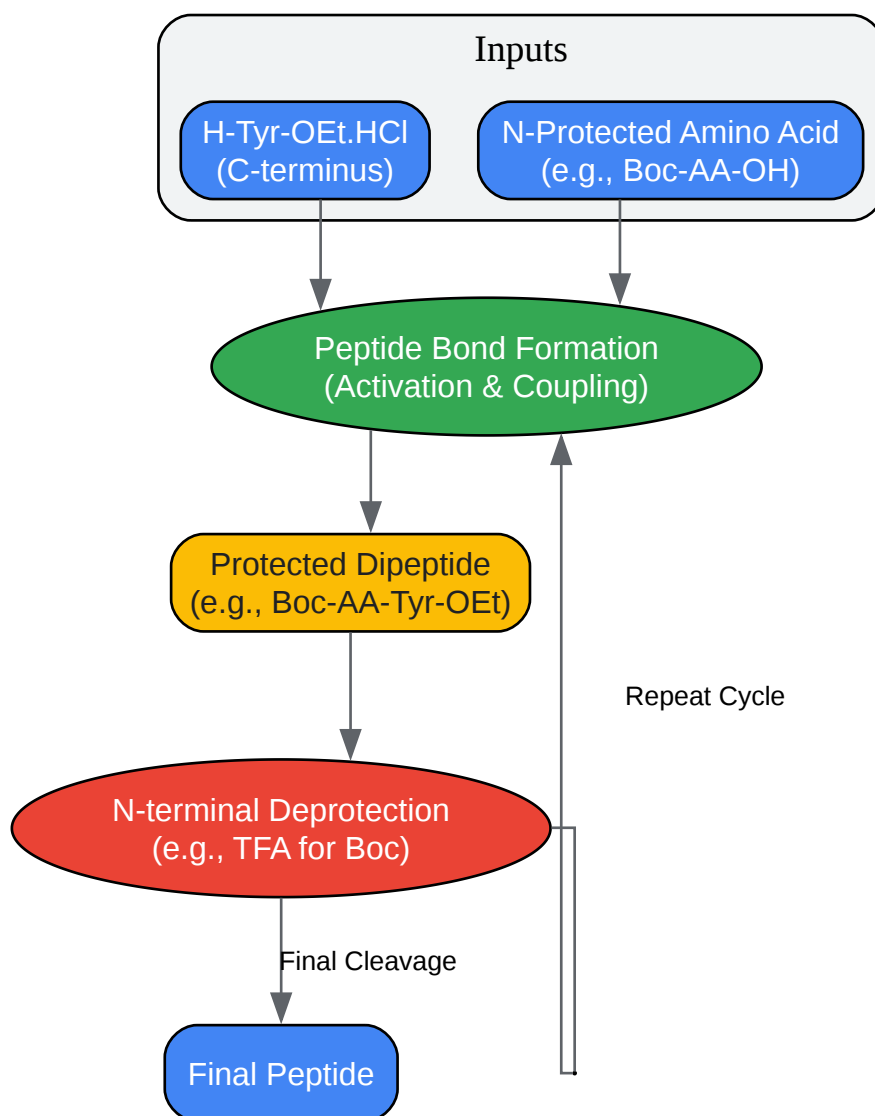 Inputs
H-Tyr-OEt.HCl
(C-terminus)
N-Protected Amino Acid
(e.g., Boc-AA-OH)
Peptide Bond Formation
(Activation & Coupling)
Protected Dipeptide
(e.g., Boc-AA-Tyr-OEt)
Repeat Cycle
N-terminal Deprotection
(e.g., TFA for Boc)
Final Cleavage
Final Peptide